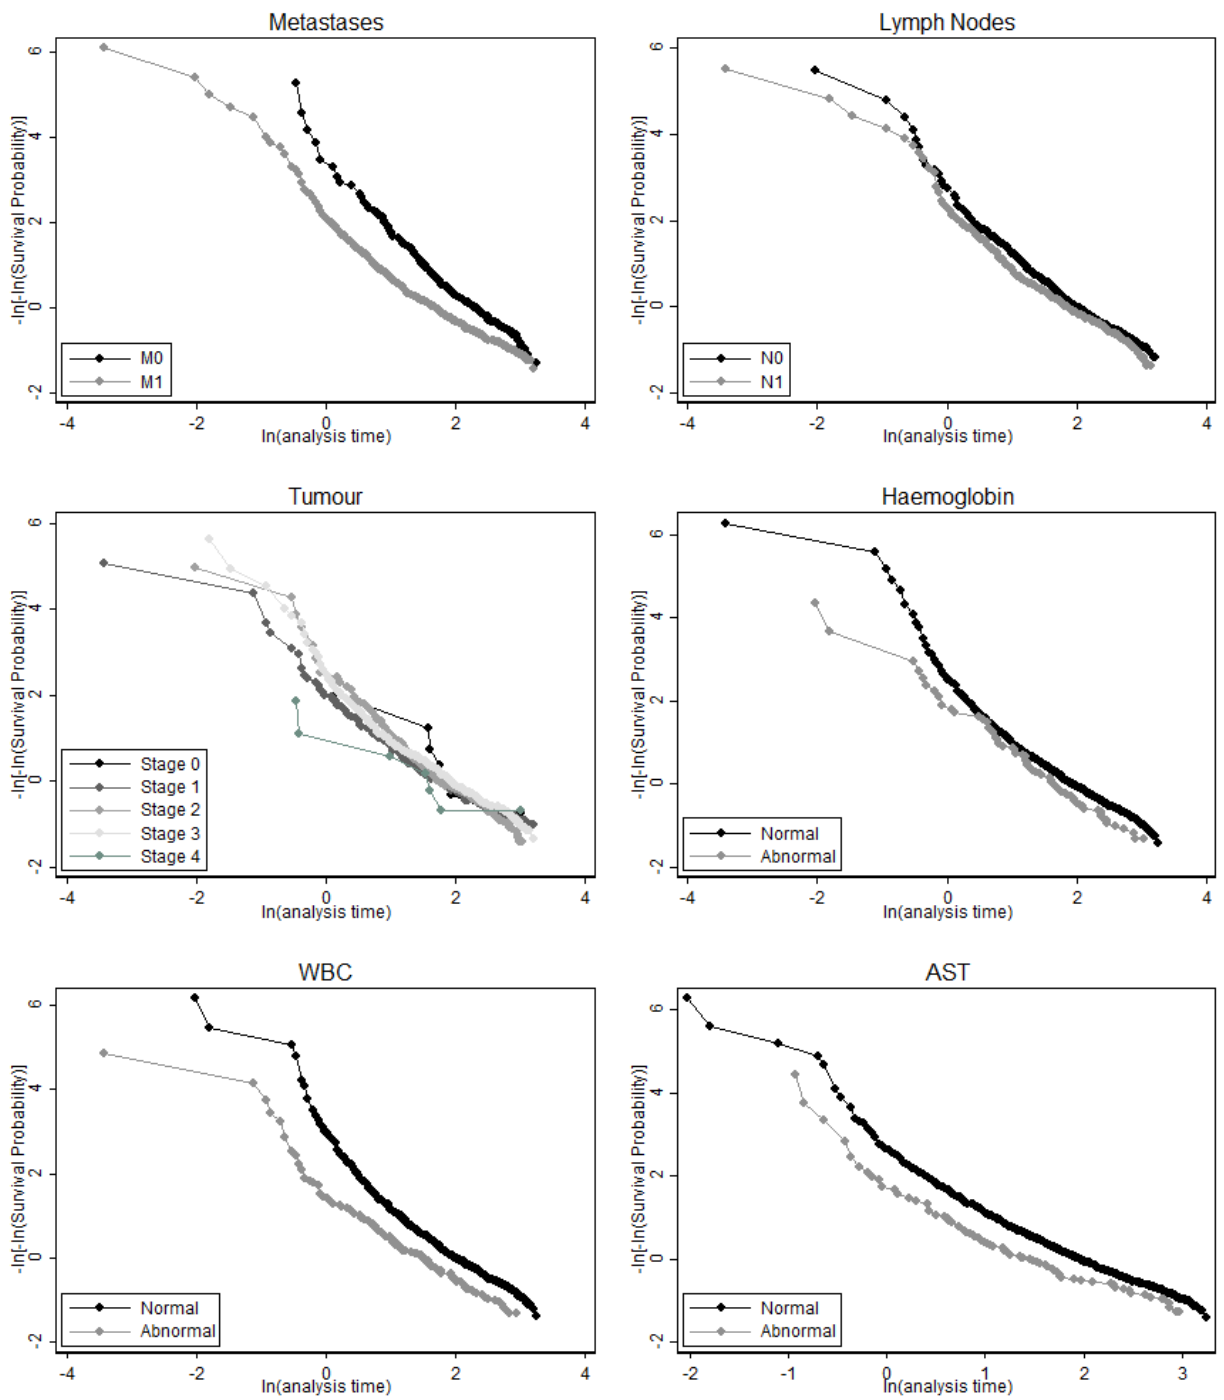 Metastases
-ln[-ln(Survival Probability)]
6
4
2
0
-2
M0
M1
-4
-2
0
2
4
ln(analysis time)
Lymph Nodes
-ln[-ln(Survival Probability)]
6
4
2
0
-2
N0
N1
-4
-2
0
2
4
ln(analysis time)
Tumour
-ln[-ln(Survival Probability)]
6
4
2
0
-2
Stage 0
Stage 1
Stage 2
Stage 3
Stage 4
-4
-2
0
2
4
ln(analysis time)
Haemoglobin
-ln[-ln(Survival Probability)]
6
4
2
0
-2
Normal
Abnormal
-4
-2
0
2
4
ln(analysis time)
WBC
-ln[-ln(Survival Probability)]
6
4
2
0
-2
Normal
Abnormal
-4
-2
0
2
4
ln(analysis time)
AST
-ln[-ln(Survival Probability)]
6
4
2
0
-2
Normal
Abnormal
-2
-1
0
1
2
3
ln(analysis time)